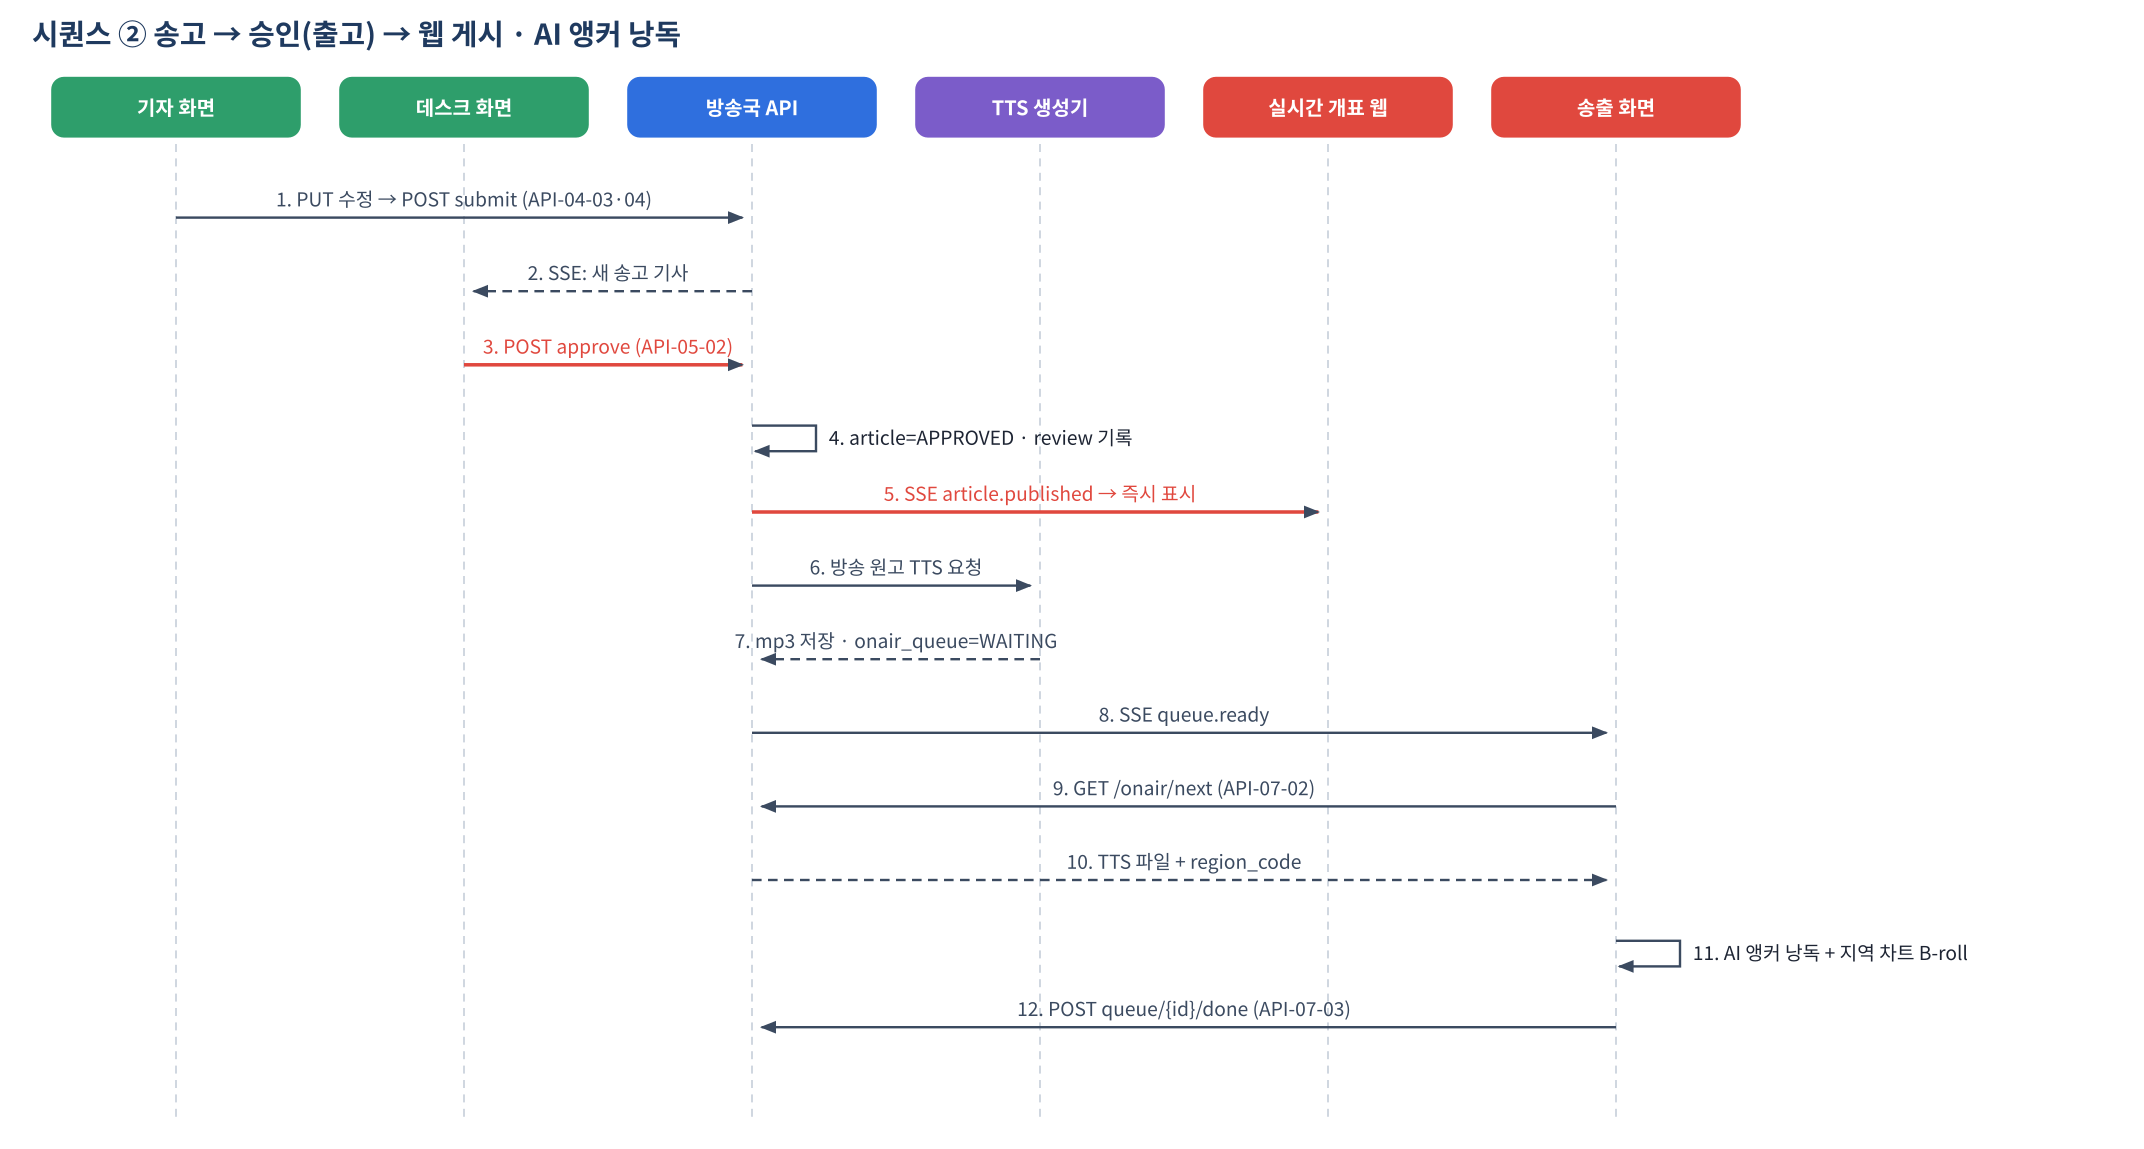 시퀀스 ② 송고 → 승인(출고) → 웹 게시 · AI 앵커 낭독
기자 화면
데스크 화면
방송국 API
TTS 생성기
실시간 개표 웹
송출 화면
1. PUT 수정 → POST submit (API-04-03·04)
2. SSE: 새 송고 기사
3. POST approve (API-05-02)
4. article=APPROVED · review 기록
5. SSE article.published → 즉시 표시
6. 방송 원고 TTS 요청
7. mp3 저장 · onair_queue=WAITING
8. SSE queue.ready
9. GET /onair/next (API-07-02)
10. TTS 파일 + region_code
11. AI 앵커 낭독 + 지역 차트 B-roll
12. POST queue/{id}/done (API-07-03)